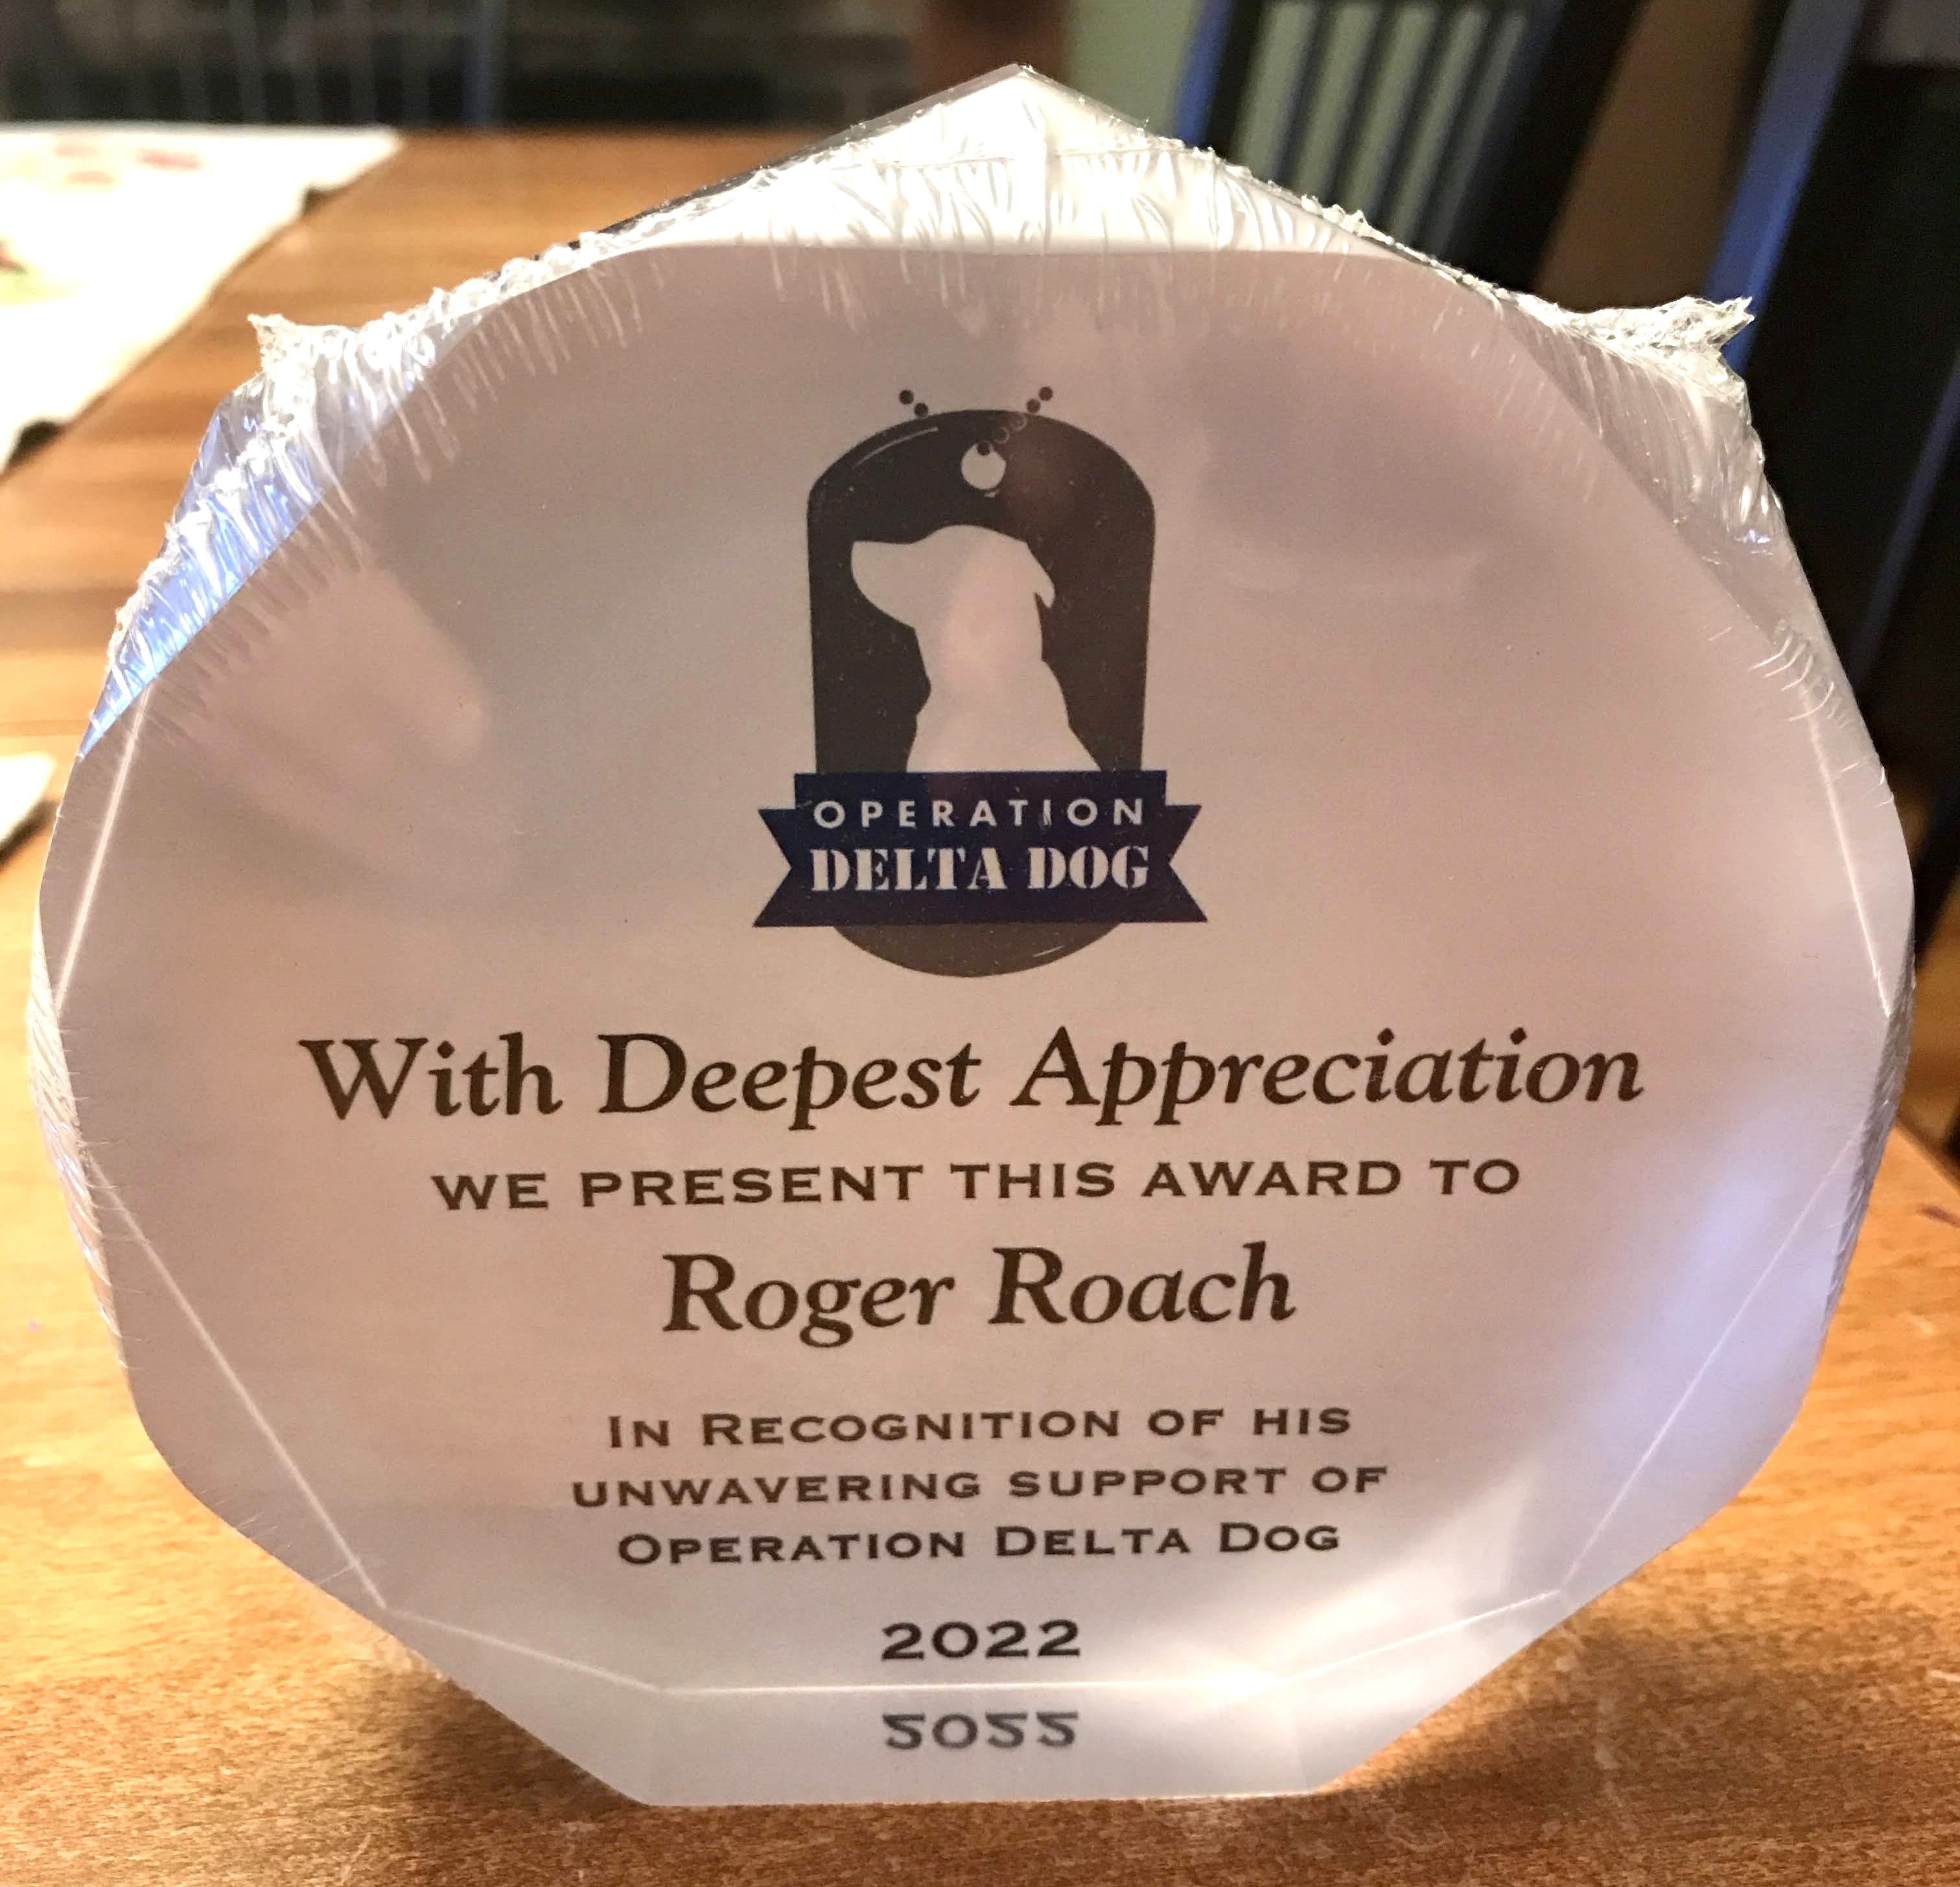 OPERATION
DELTA DOG
With Deepest Appreciation
WE PRESENT THIS AWARD TO
Roger Roach
IN RECOGNITION OF HIS
UNWAVERING SUPPORT OF
OPERATION DELTA DOG
2022